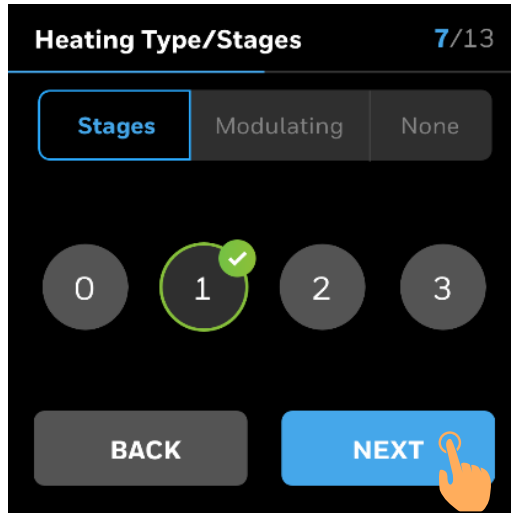 Heating Type/Stages 7/13
Stages Modulating None
0 1 2 3
BACK NEXT